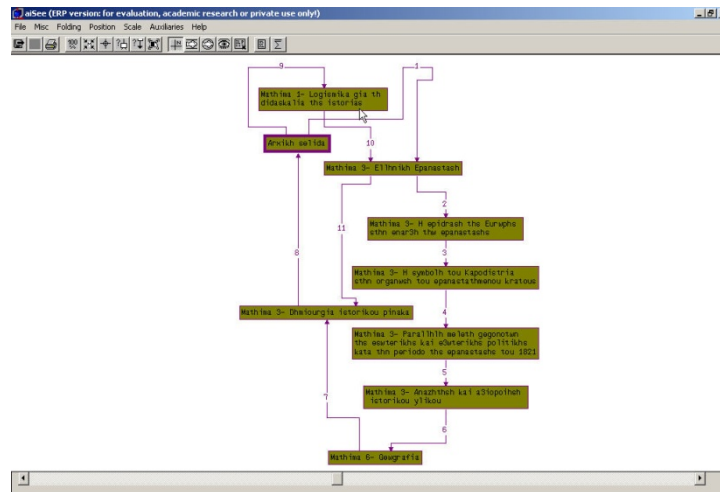 aiSee (ERP version: for evaluation, academic research or private use only!)
File Misc Folding Position Scale Auxiliaries Help
9
1
Mathima 1- Logismika gia th
didaskalia ths istorias
Arxikh selida
10
Mathima 3- Ellhnikh Epanastash
2
Mathima 3- H epidrash ths Eurwphs
sthn enar3h thw epanastashs
11
3
8
Mathima 3- H symbolh tou Kapodistria
sthn organwsh tou epanastathmenou kratous
Mathima 3- Dhmiourgia istorikou pinaka
4
Mathima 3- Parallhlh meleth gegonotwn
ths eswterikhs kai e3wterikhs politikhs
kata thn periodo ths epanastashs tou 1821
5
Mathima 3- Anazhthsh kai a3iopoihsh
istorikou ylikou
7
6
Mathima 6- Gewgrafia